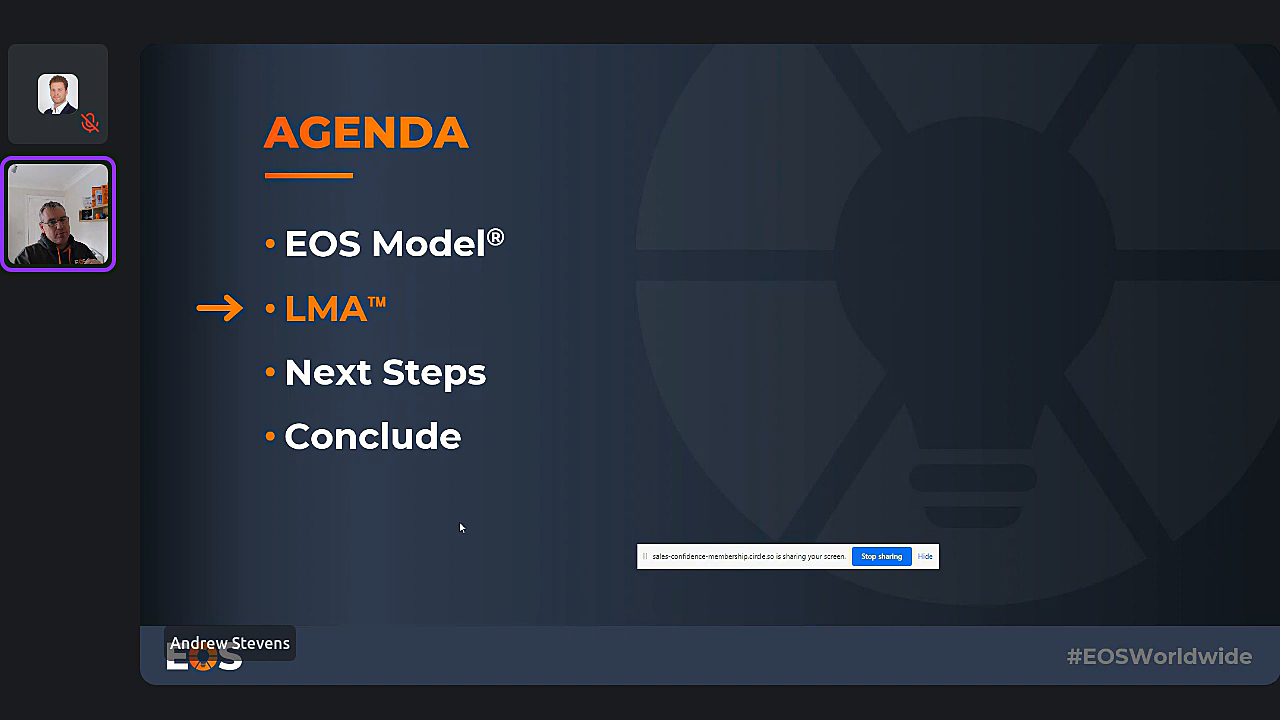 AGENDA
• EOS Model®
• LMA™
• Next Steps
• Conclude
sales-confidence-membership.circle.so is sharing your screen. Stop sharing Hide
Andrew Stevens
EOS
#EOSWorldwide